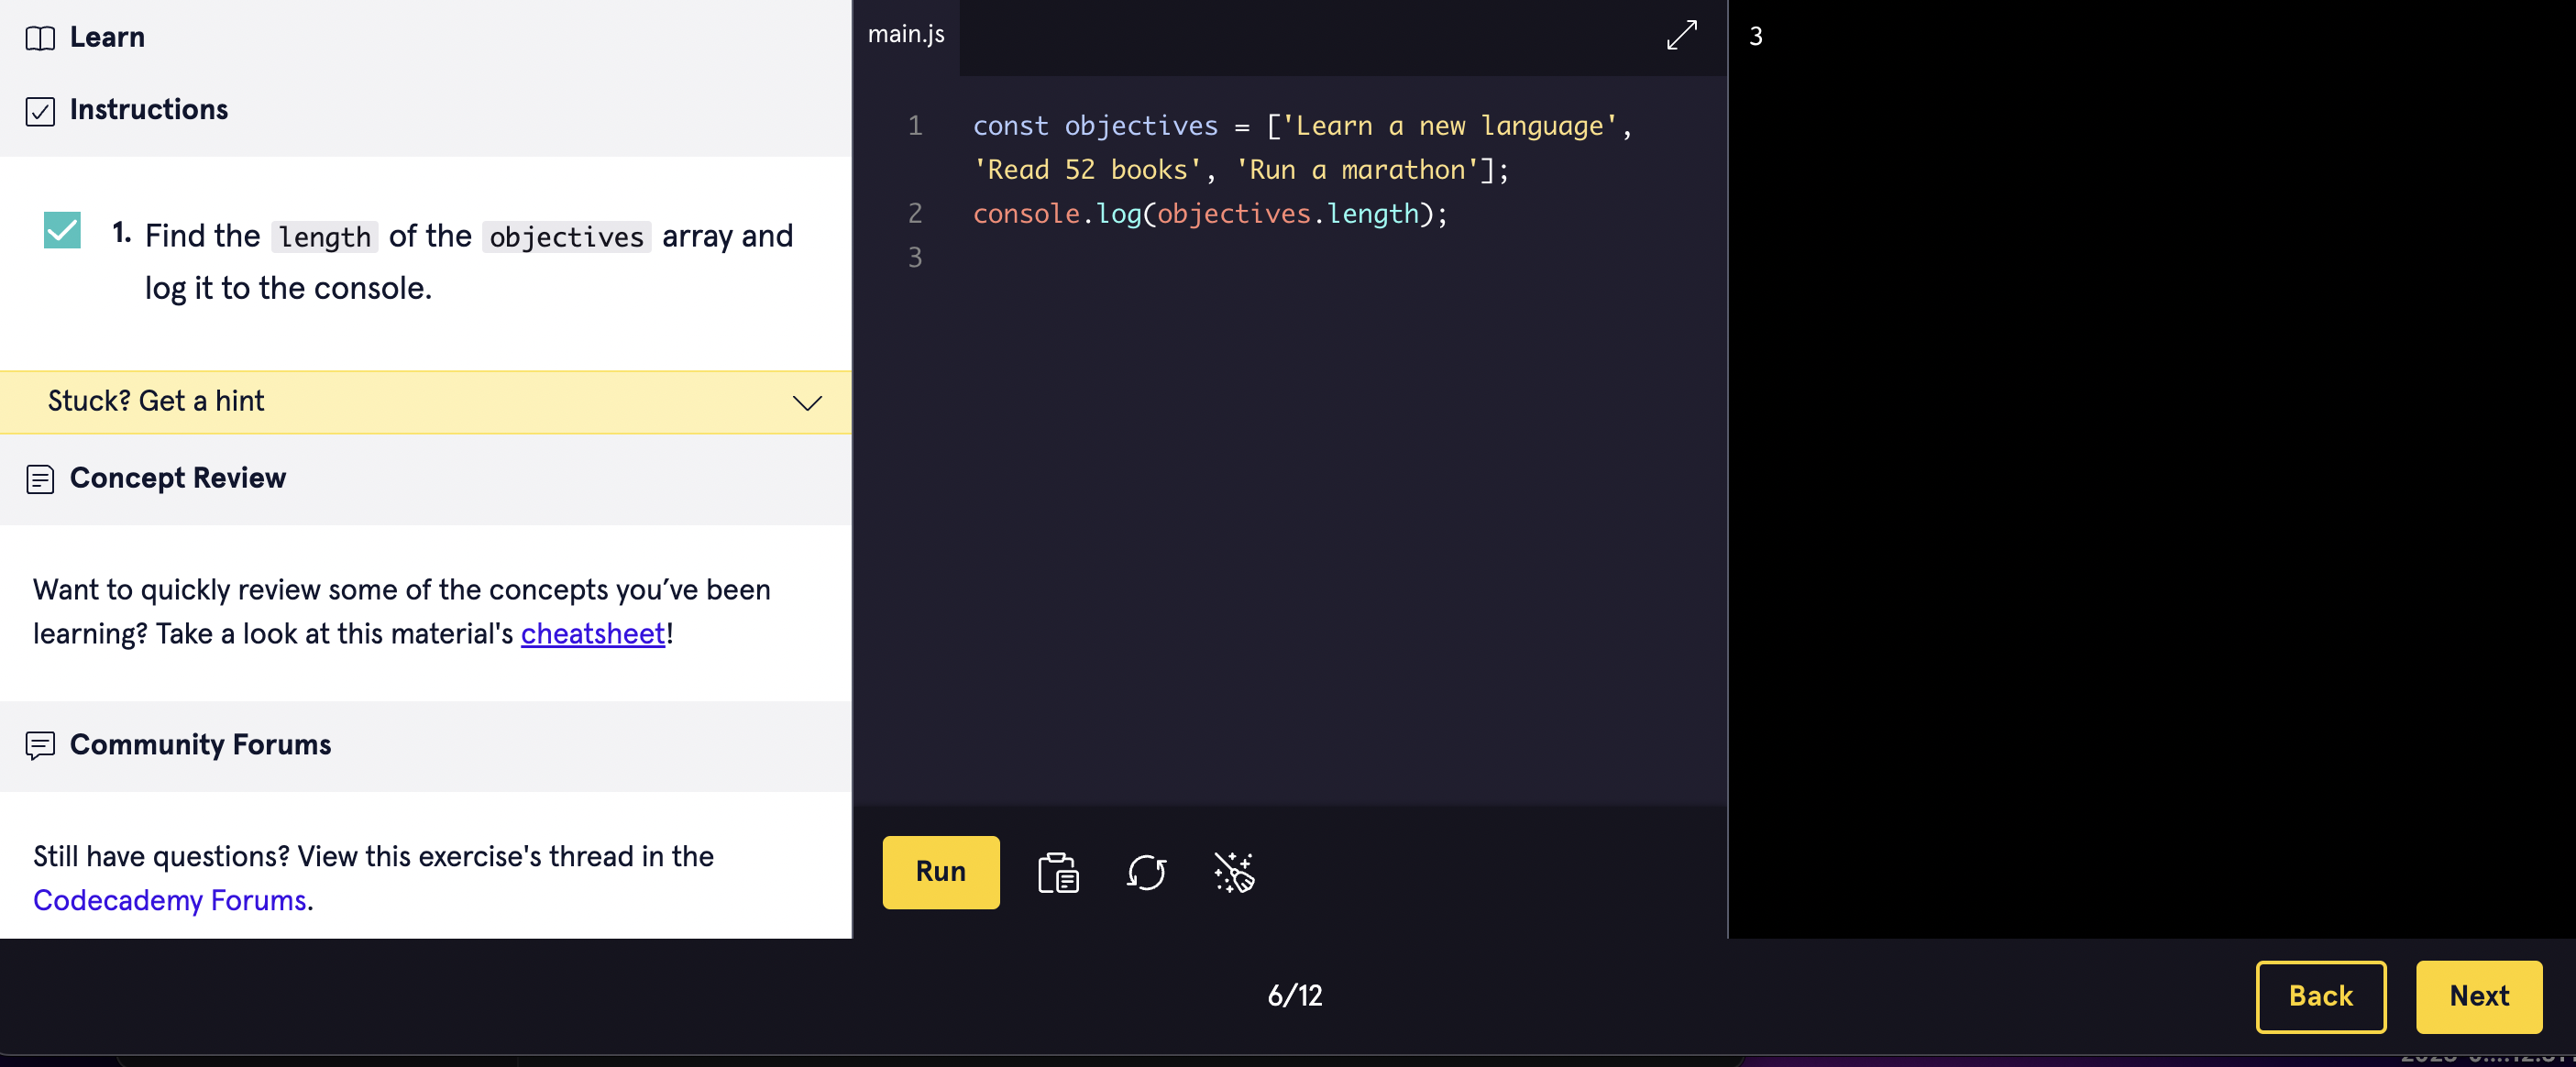 Learn
Instructions
1. Find the length of the objectives array and
log it to the console.
Stuck? Get a hint
Concept Review
Want to quickly review some of the concepts you’ve been
learning? Take a look at this material's cheatsheet!
Community Forums
Still have questions? View this exercise's thread in the
Codecademy Forums.
main.js
1 const objectives = ['Learn a new language',
'Read 52 books', 'Run a marathon'];
2 console.log(objectives.length);
3
Run
3
6/12
Back
Next